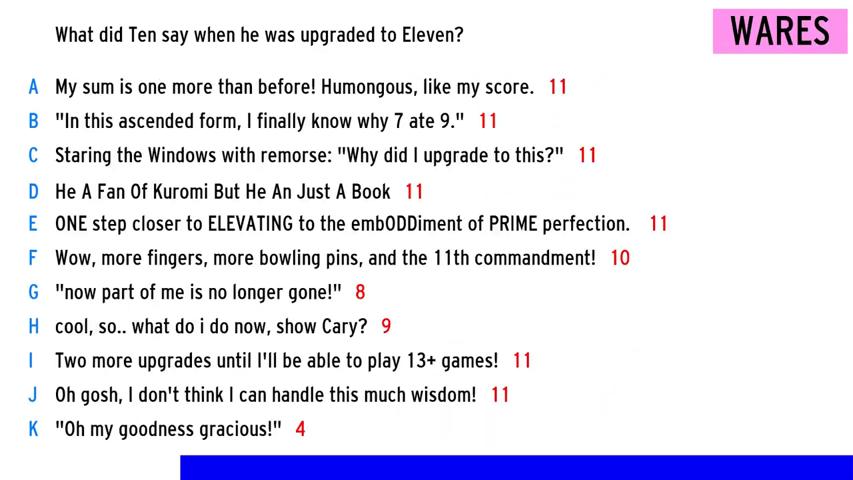 What did Ten say when he was upgraded to Eleven?
WARES
A My sum is one more than before! Humongous, like my score. 11
B "In this ascended form, I finally know why 7 ate 9." 11
C Staring the Windows with remorse: "Why did I upgrade to this?" 11
D He A Fan Of Kuromi But He An Just A Book 11
E ONE step closer to ELEVATING to the embODDiment of PRIME perfection. 11
F Wow, more fingers, more bowling pins, and the 11th commandment! 10
G "now part of me is no longer gone!" 8
H cool, so.. what do i do now, show Cary? 9
I Two more upgrades until I'll be able to play 13+ games! 11
J Oh gosh, I don't think I can handle this much wisdom! 11
K "Oh my goodness gracious!" 4